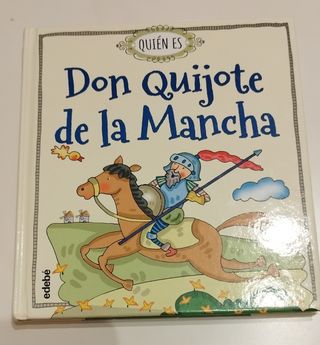 QUIÉN ES
Don Quijote
de la Mancha
edebé